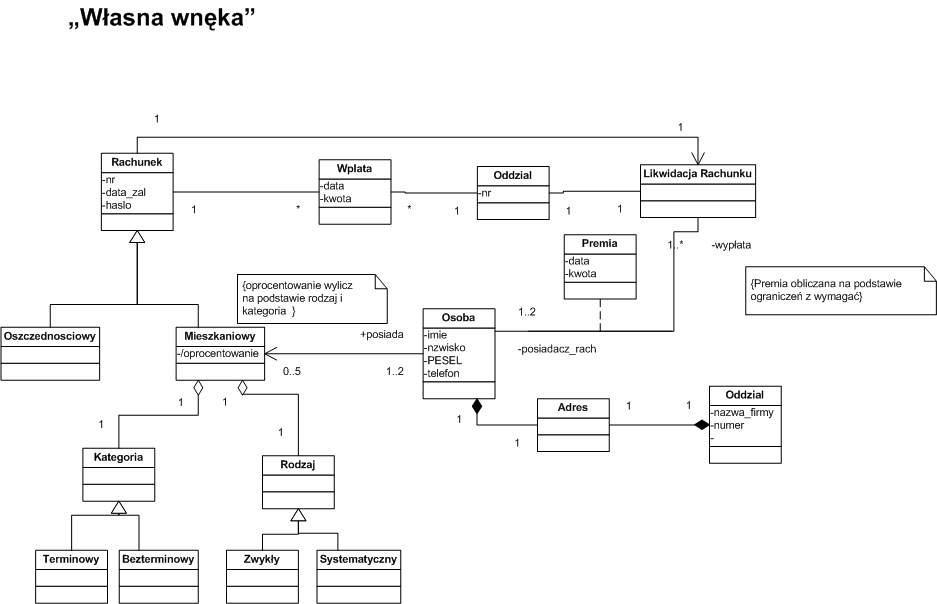 „Własna wnęka”
1
1
Rachunek
-nr
-data_zal
-haslo
Wplata
-data
-kwota
Oddzial
-nr
Likwidacja Rachunku
1
*
*
1
1
1
Premia
-data
-kwota
1..*
-wypłata
{oprocentowanie wylicz
na podstawie rodzaj i
kategoria }
{Premia obliczana na podstawie
ograniczeń z wymagać}
Oszczednosciowy
Mieszkaniowy
-/oprocentowanie
+posiada
0..5
1..2
Osoba
-imie
-nzwisko
-PESEL
-telefon
1..2
-posiadacz_rach
1
1
1
1
Kategoria
Rodzaj
1
1
Adres
1
1
Oddzial
-nazwa_firmy
-numer
-
Terminowy
Bezterminowy
Zwykły
Systematyczny